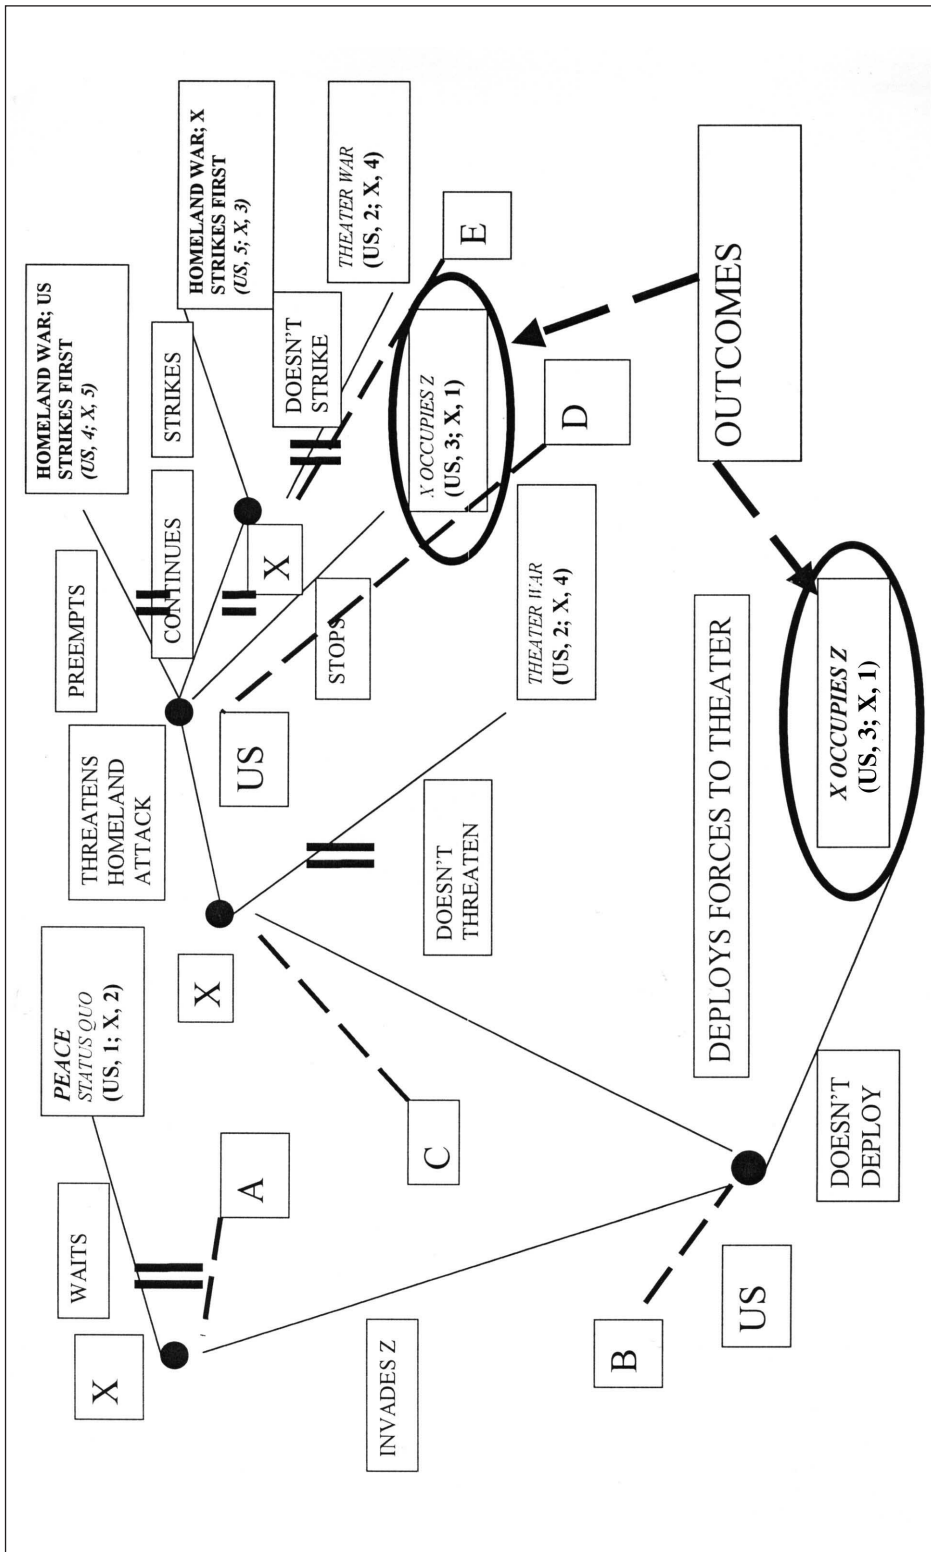 X
WAITS
PEACE
STATUS QUO
(US, 1; X, 2)
A
INVADES Z
B
US
C
X
THREATENS
HOMELAND
ATTACK
DOESN'T
THREATEN
THEATER WAR
(US, 2; X, 4)
US
PREEMPTS
HOMELAND WAR; US
STRIKES FIRST
(US, 4; X, 5)
CONTINUES
STOPS
X
STRIKES
HOMELAND WAR; X
STRIKES FIRST
(US, 5; X, 3)
DOESN'T
STRIKE
THEATER WAR
(US, 2; X, 4)
E
X OCCUPIES Z
(US, 3; X, 1)
D
DEPLOYS FORCES TO THEATER
DOESN'T
DEPLOY
X OCCUPIES Z
(US, 3; X, 1)
OUTCOMES